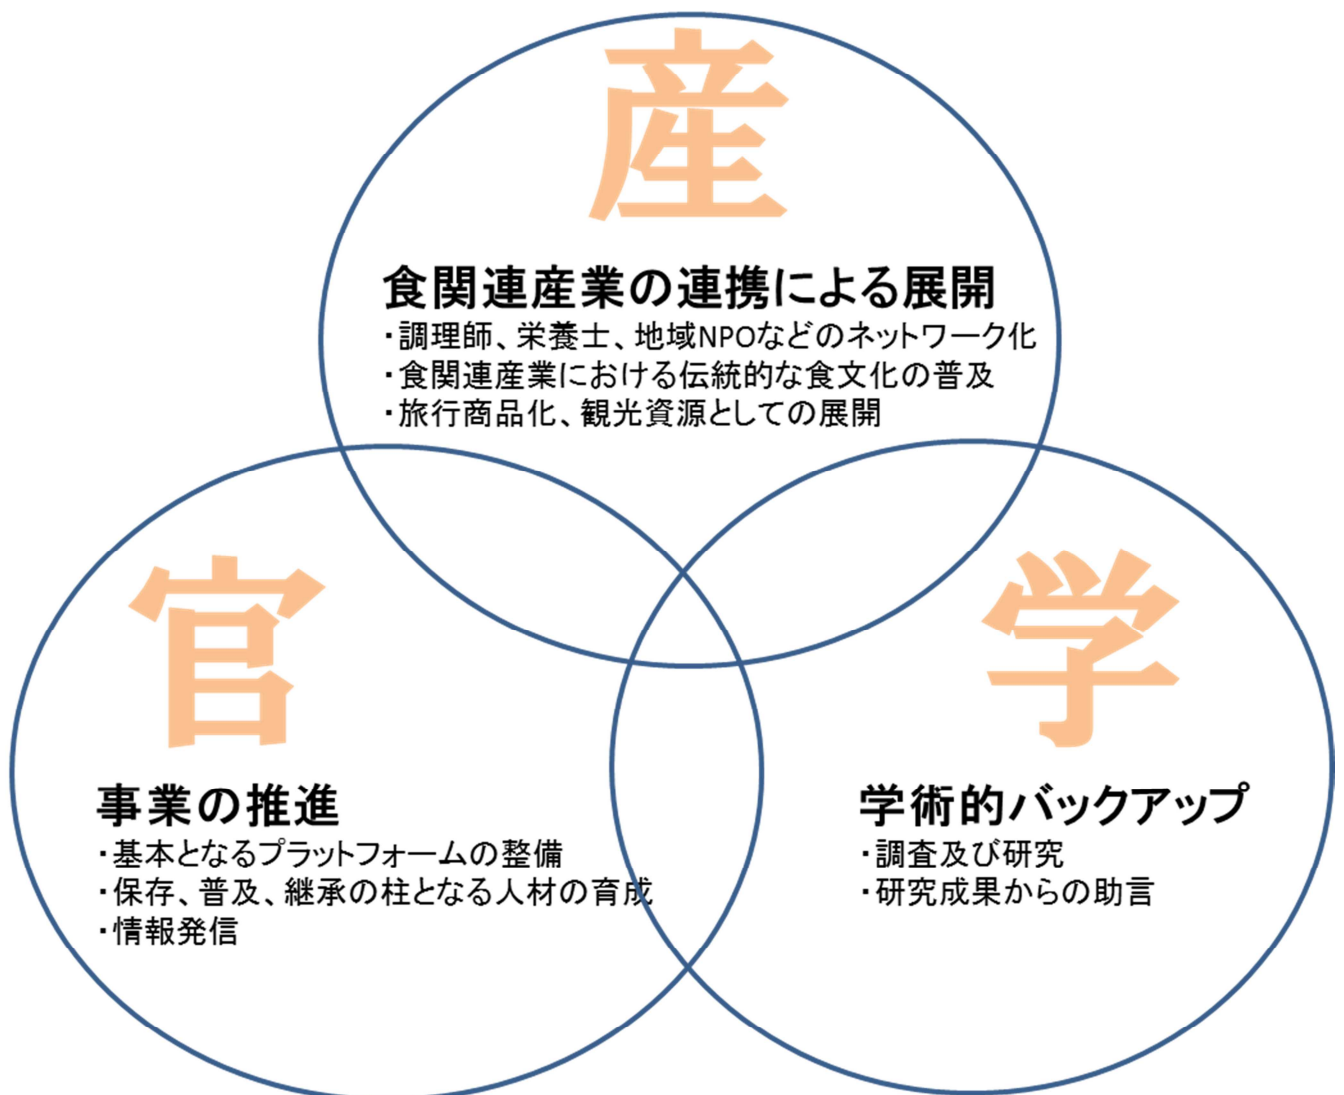 産
食関連産業の連携による展開
・調理師、栄養士、地域NPOなどのネットワーク化
・食関連産業における伝統的な食文化の普及
・旅行商品化、観光資源としての展開
官
事業の推進
・基本となるプラットフォームの整備
・保存、普及、継承の柱となる人材の育成
・情報発信
学
学術的バックアップ
・調査及び研究
・研究成果からの助言